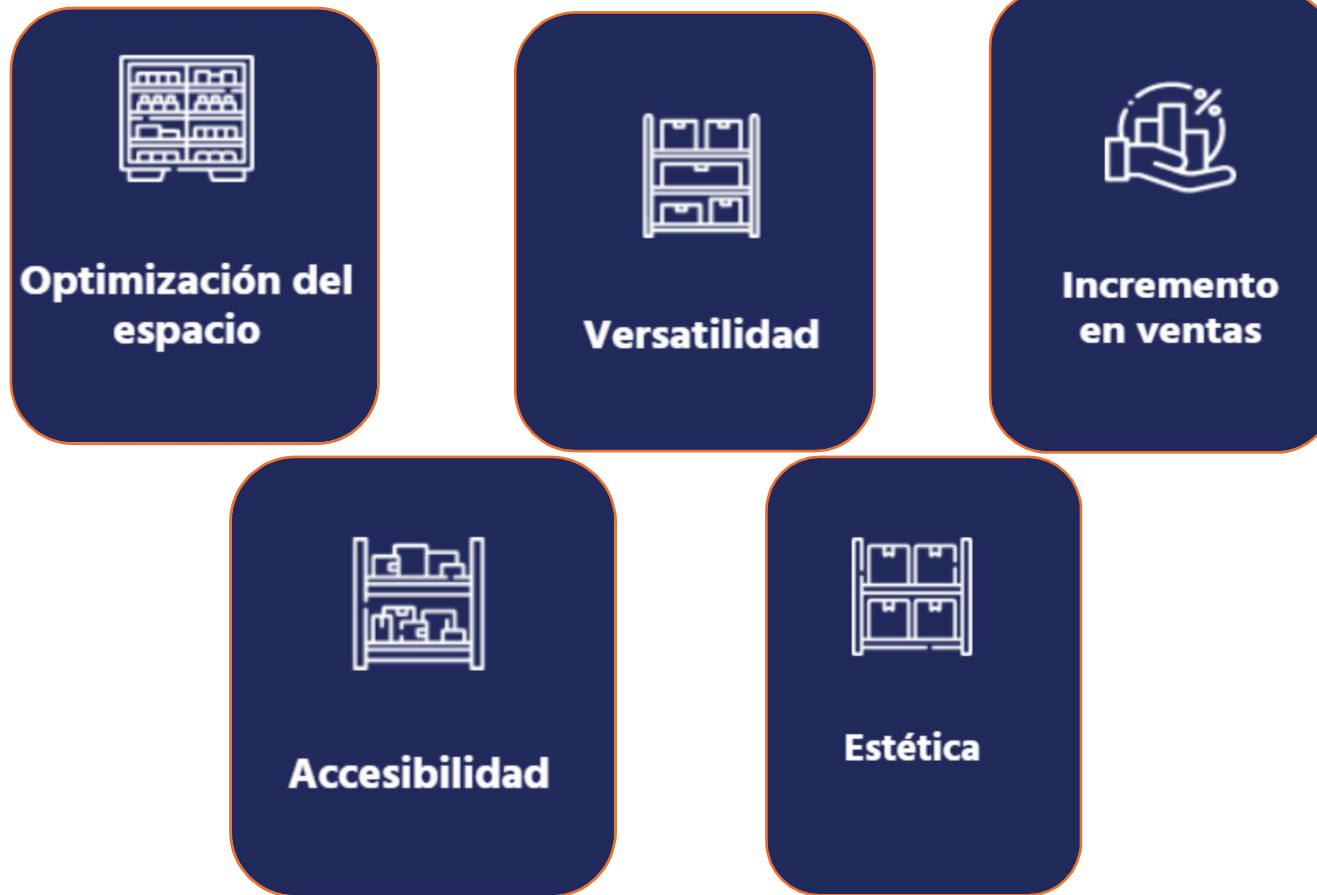 Optimización del
espacio
Versatilidad
%
Incremento
en ventas
Accesibilidad
Estética